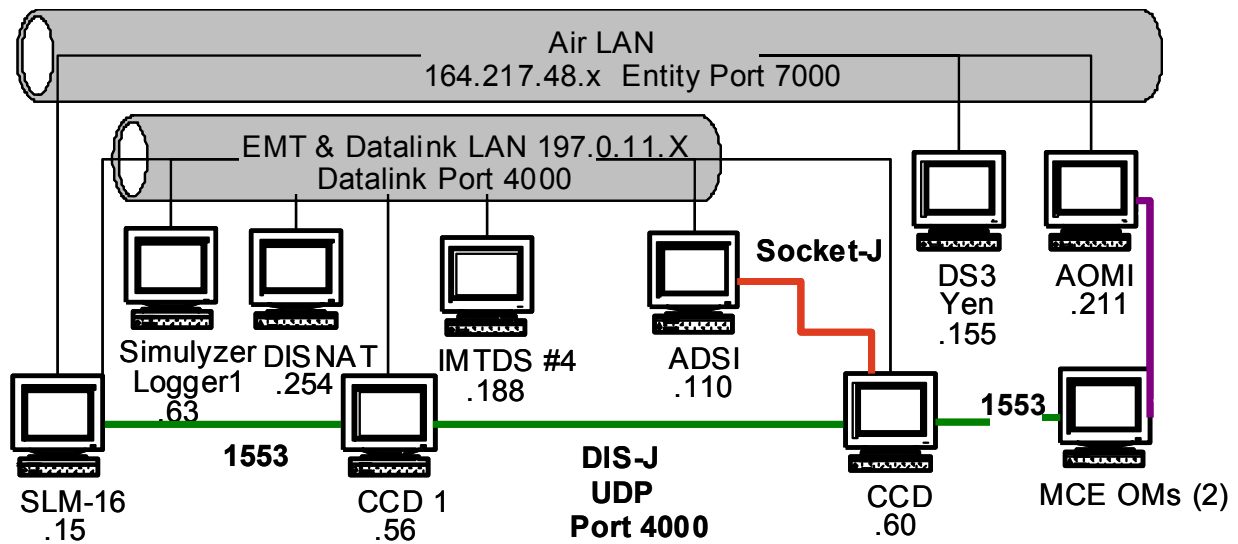 Air LAN
164.217.48.x Entity Port 7000
EMT & Datalink LAN 197.0.11.X
Datalink Port 4000
Socket-J
DS3
Yen
.155
AOMI
.211
Simulyzer
Logger1
.63
DISNAT
.254
IMTDS #4
.188
ADSI
.110
1553
1553
DIS-J
UDP
Port 4000
SLM-16
.15
CCD 1
.56
CCD
.60
MCE OMs (2)